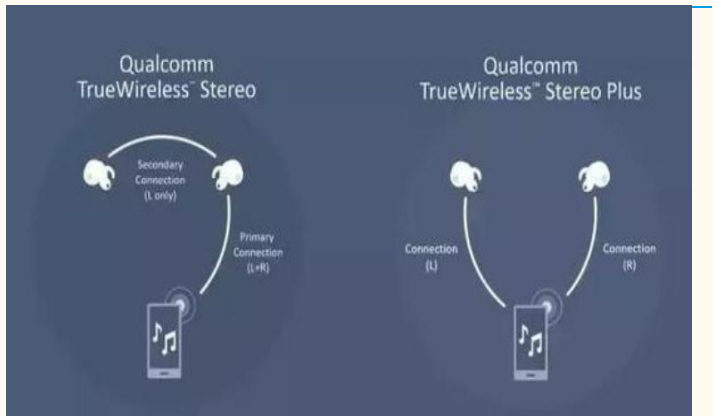 Qualcomm
TrueWireless™ Stereo
Secondary
Connection
(L only)
Primary
Connection
(L+R)
Qualcomm
TrueWireless™ Stereo Plus
Connection
(L)
Connection
(R)